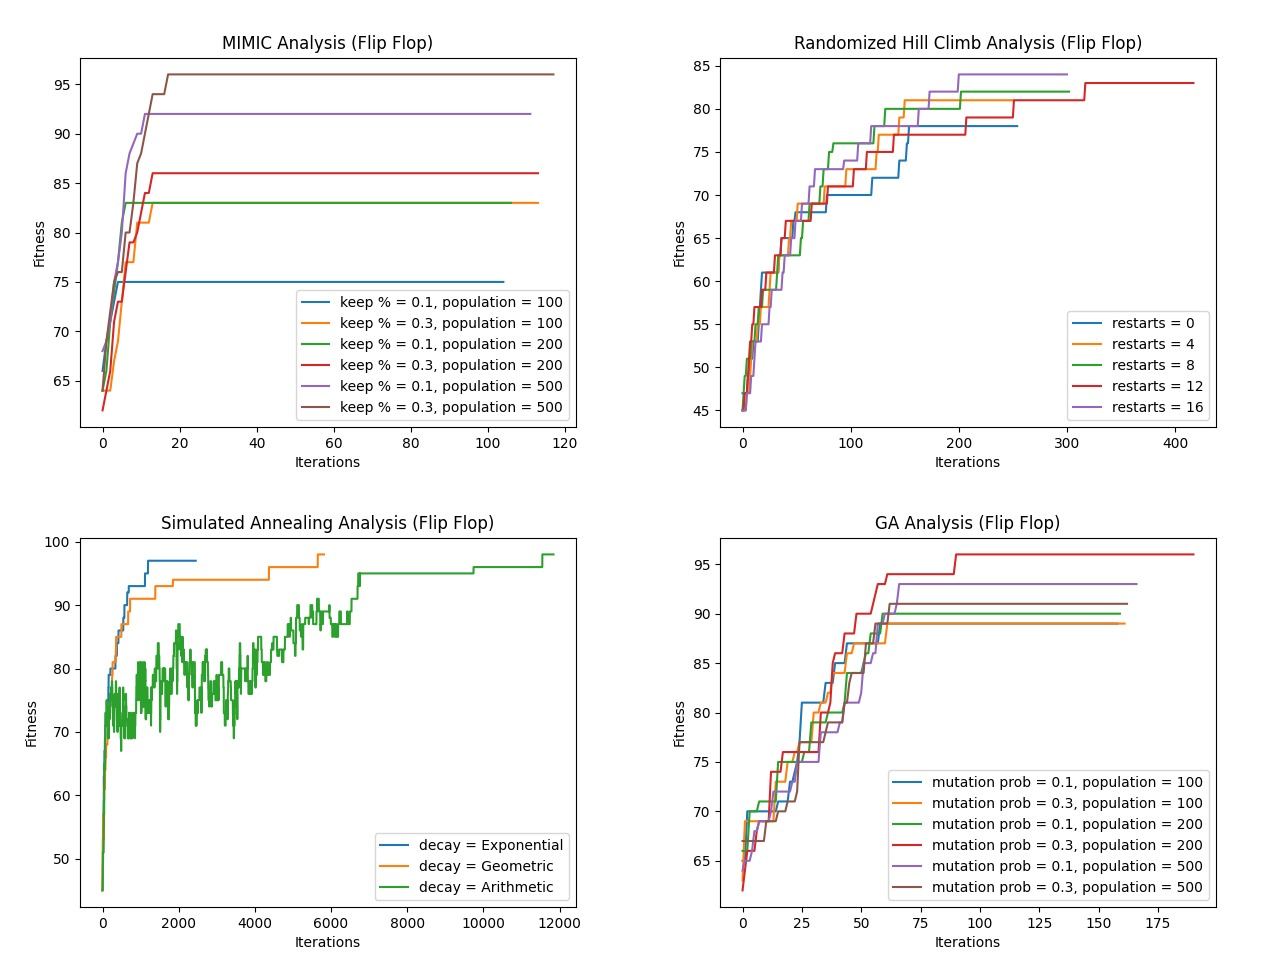 MIMIC Analysis (Flip Flop)
Fitness
95
90
85
80
75
70
65
0 20 40 60 80 100 120
Iterations
keep % = 0.1, population = 100
keep % = 0.3, population = 100
keep % = 0.1, population = 200
keep % = 0.3, population = 200
keep % = 0.1, population = 500
keep % = 0.3, population = 500
Randomized Hill Climb Analysis (Flip Flop)
Fitness
85
80
75
70
65
60
55
50
45
0 100 200 300 400
Iterations
restarts = 0
restarts = 4
restarts = 8
restarts = 12
restarts = 16
Simulated Annealing Analysis (Flip Flop)
Fitness
100
90
80
70
60
50
0 2000 4000 6000 8000 10000 12000
Iterations
decay = Exponential
decay = Geometric
decay = Arithmetic
GA Analysis (Flip Flop)
Fitness
95
90
85
80
75
70
65
0 25 50 75 100 125 150 175
Iterations
mutation prob = 0.1, population = 100
mutation prob = 0.3, population = 100
mutation prob = 0.1, population = 200
mutation prob = 0.3, population = 200
mutation prob = 0.1, population = 500
mutation prob = 0.3, population = 500